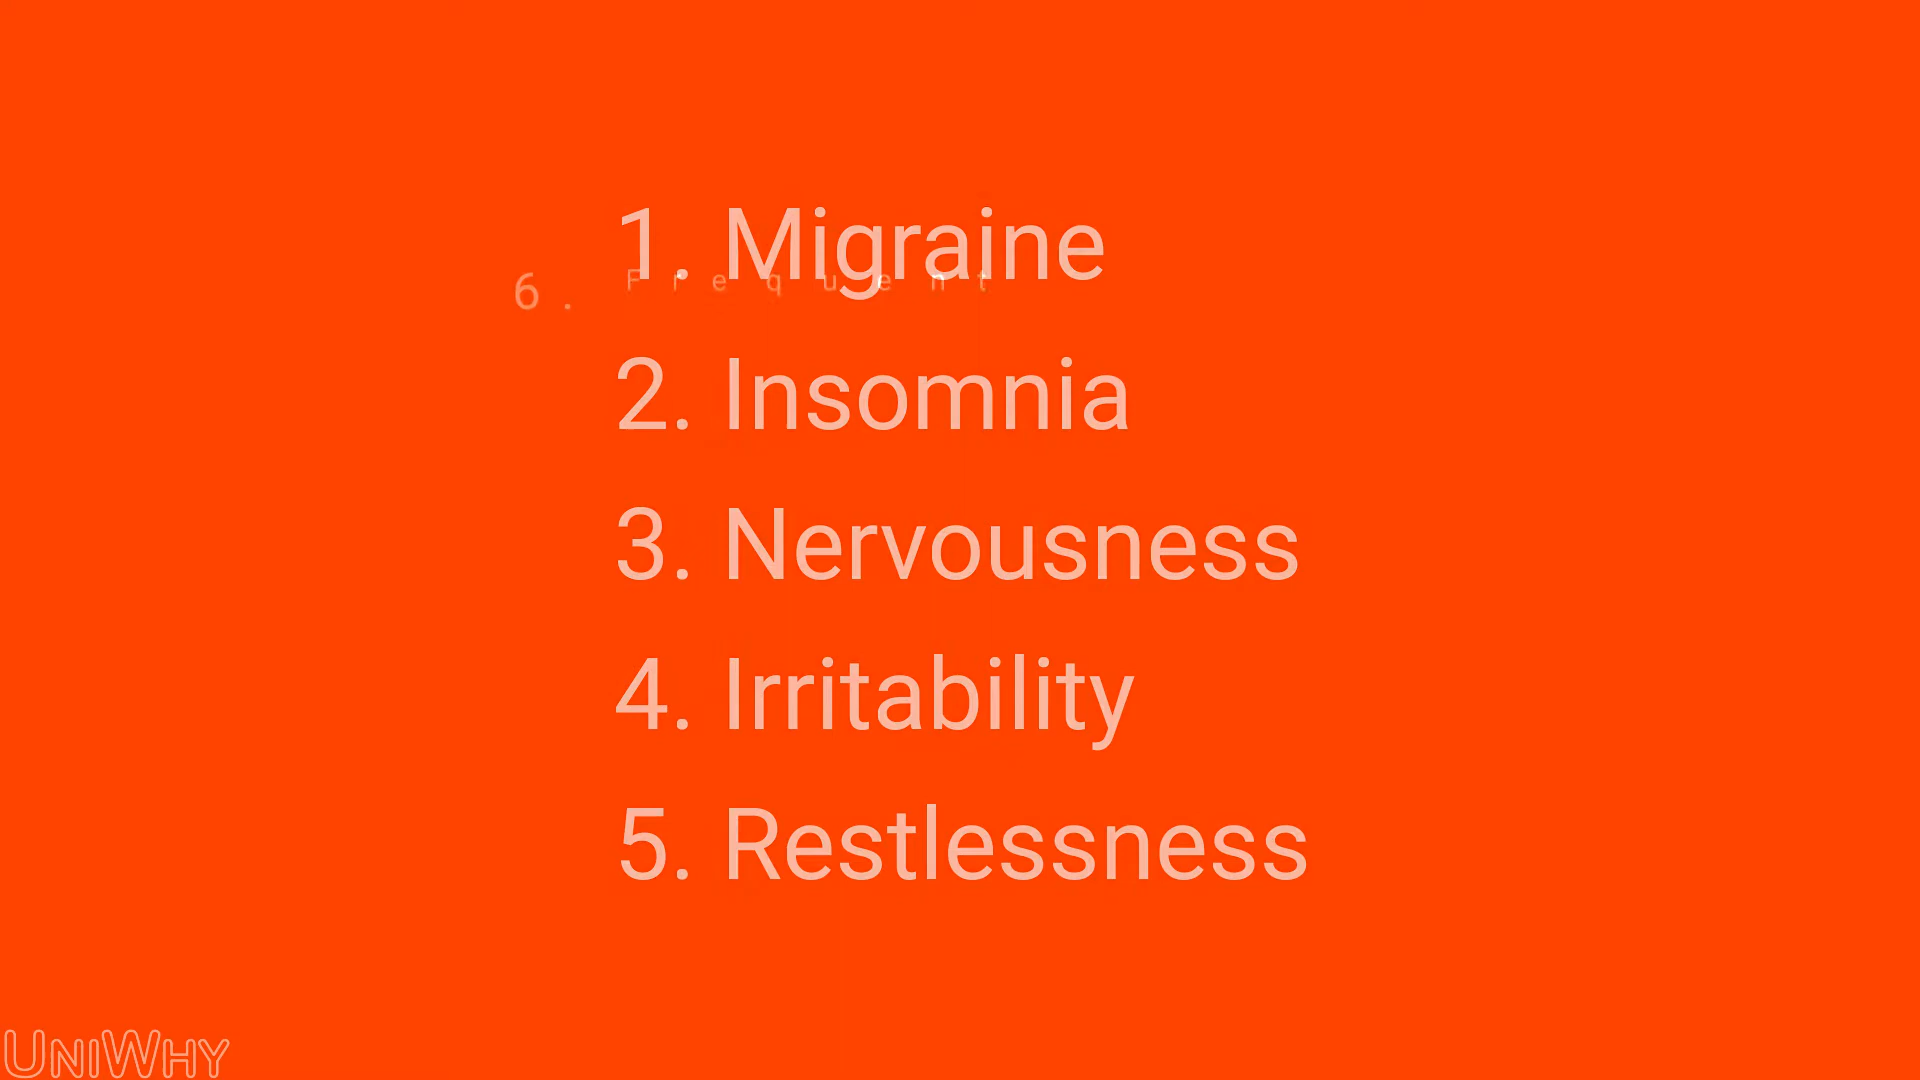 1. Migraine
6. Frequent
2. Insomnia
3. Nervousness
4. Irritability
5. Restlessness
UNIWHY